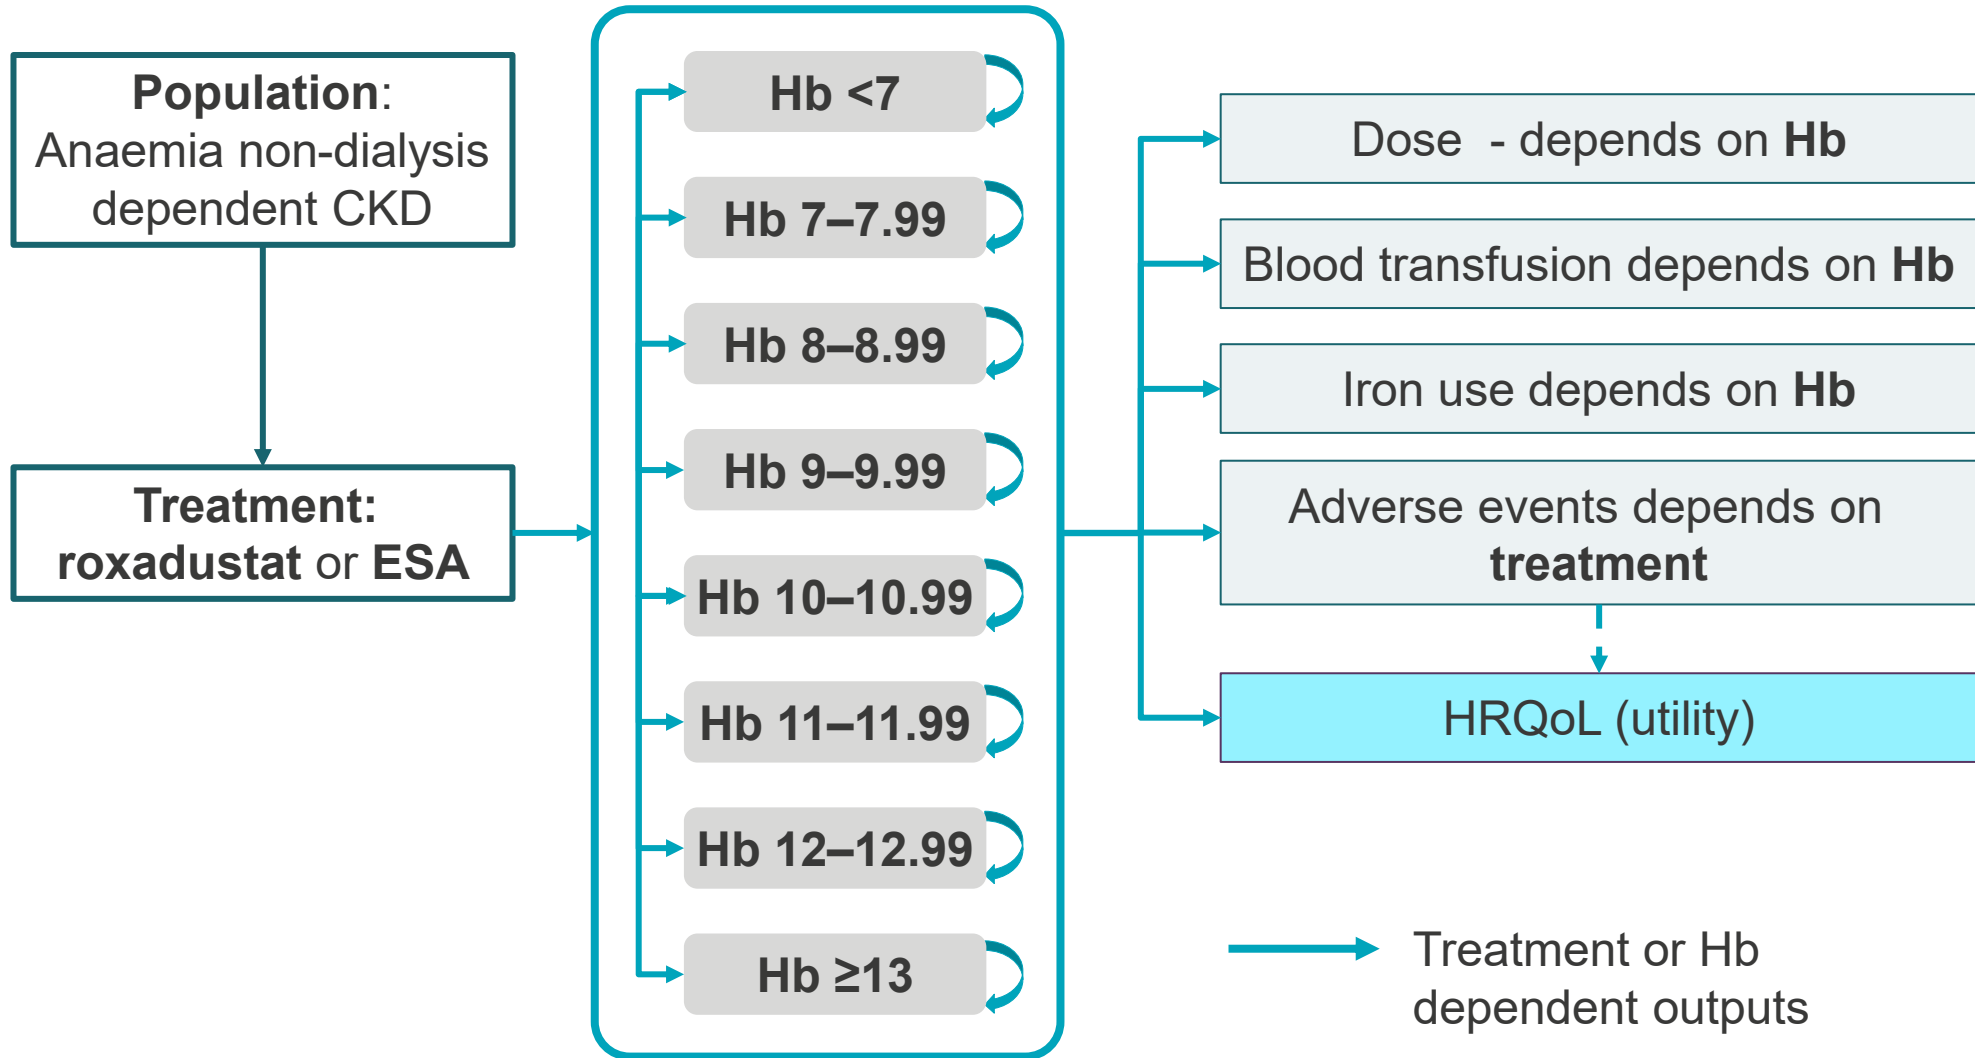 Population:
Anaemia non-dialysis
dependent CKD
Treatment:
roxadustat or ESA
Hb <7
Hb 7–7.99
Hb 8–8.99
Hb 9–9.99
Hb 10–10.99
Hb 11–11.99
Hb 12–12.99
Hb ≥13
Dose - depends on Hb
Blood transfusion depends on Hb
Iron use depends on Hb
Adverse events depends on
treatment
HRQoL (utility)
Treatment or Hb
dependent outputs